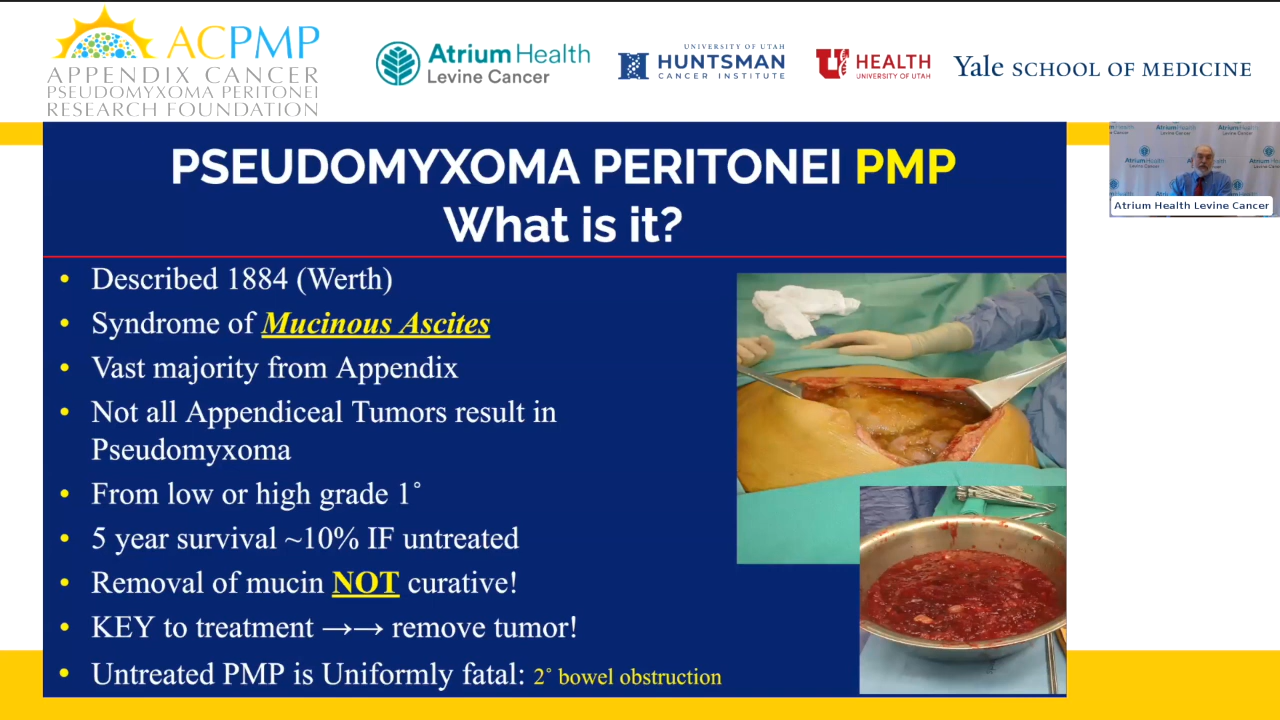 ACPMP
APPENDIX CANCER
PSEUDOMYXOMA PERITONEI
RESEARCH FOUNDATION
Atrium Health
Levine Cancer
UNIVERSITY OF UTAH
HUNTSMAN
CANCER INSTITUTE
U HEALTH
UNIVERSITY OF UTAH
Yale SCHOOL OF MEDICINE
PSEUDOMYXOMA PERITONEI PMP
What is it?
• Described 1884 (Werth)
• Syndrome of Mucinous Ascites
• Vast majority from Appendix
• Not all Appendiceal Tumors result in
Pseudomyxoma
• From low or high grade 1°
• 5 year survival ~10% IF untreated
• Removal of mucin NOT curative!
• KEY to treatment →→ remove tumor!
• Untreated PMP is Uniformly fatal: 2° bowel obstruction
AtriumHealth
Levine Cancer
Atrium Health Levine Cancer